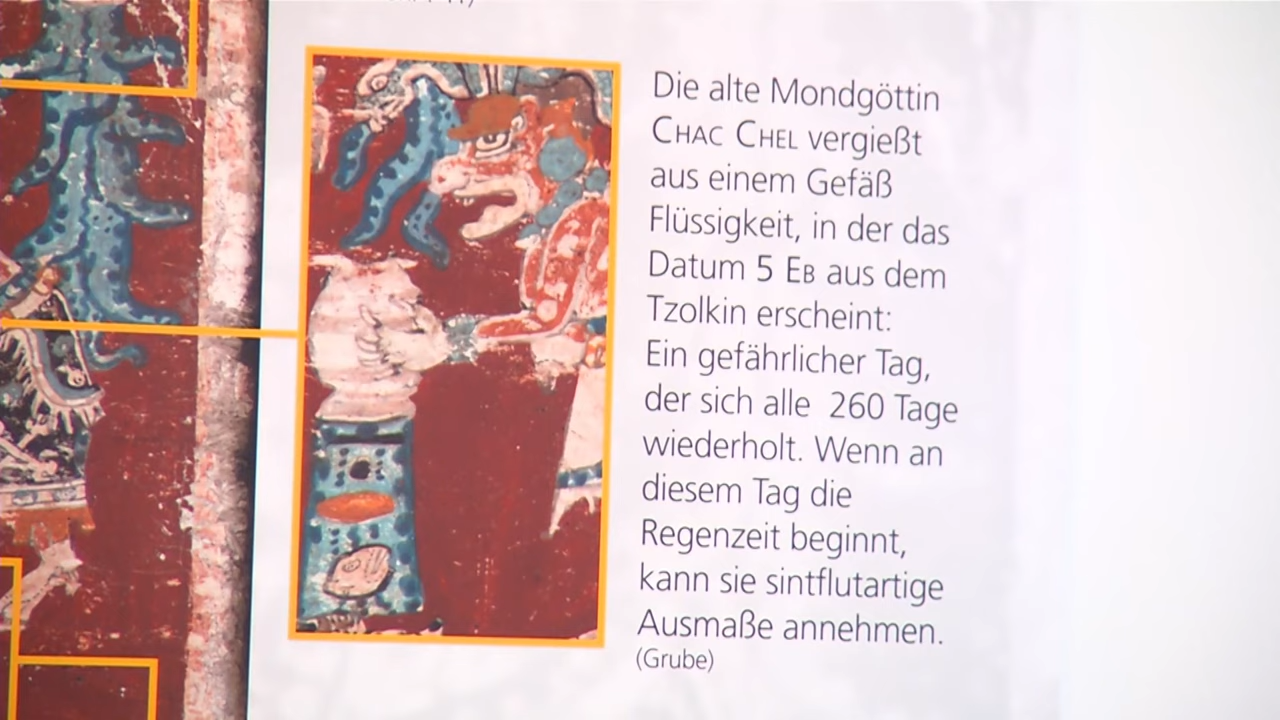 Die alte Mondgöttin
CHAC CHEL vergießt
aus einem Gefäß
Flüssigkeit, in der das
Datum 5 EB aus dem
Tzolkin erscheint:
Ein gefährlicher Tag,
der sich alle 260 Tage
wiederholt. Wenn an
diesem Tag die
Regenzeit beginnt,
kann sie sintflutartige
Ausmaße annehmen.
(Grube)